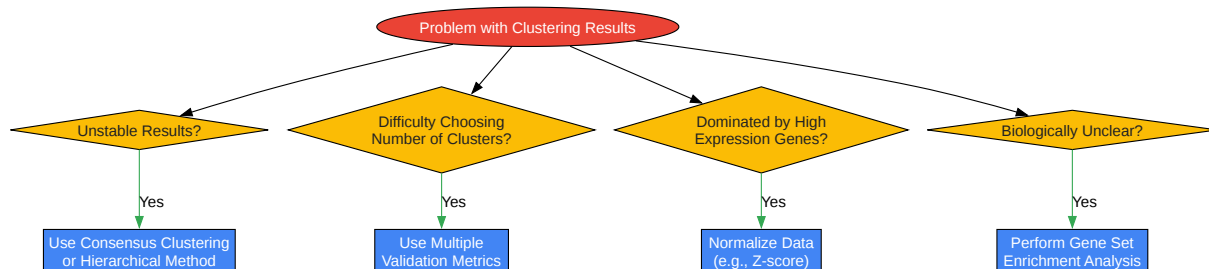 Problem with Clustering Results
Unstable Results?
Difficulty Choosing
Number of Clusters?
Dominated by High
Expression Genes?
Biologically Unclear?
Yes
Yes
Yes
Yes
Use Consensus Clustering
or Hierarchical Method
Use Multiple
Validation Metrics
Normalize Data
(e.g., Z-score)
Perform Gene Set
Enrichment Analysis